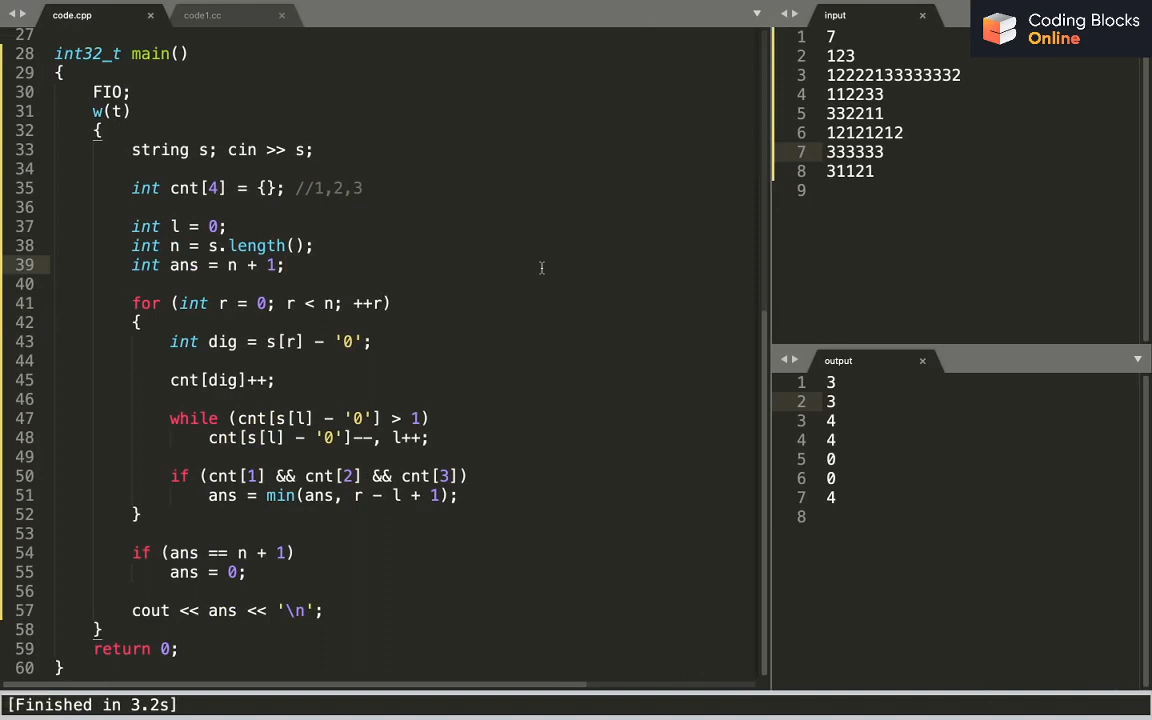 code.cpp
code1.cc
27
28 int32_t main()
29 {
30 FIO;
31 w(t)
32 {
33 string s; cin >> s;
34
35 int cnt[4] = {}; //1,2,3
36
37 int l = 0;
38 int n = s.length();
39 int ans = n + 1;
40
41 for (int r = 0; r < n; ++r)
42 {
43 int dig = s[r] - '0';
44
45 cnt[dig]++;
46
47 while (cnt[s[l] - '0'] > 1)
48 cnt[s[l] - '0']--, l++;
49
50 if (cnt[1] && cnt[2] && cnt[3])
51 ans = min(ans, r - l + 1);
52 }
53
54 if (ans == n + 1)
55 ans = 0;
56
57 cout << ans << '\n';
58 }
59 return 0;
60 }
[Finished in 3.2s]
input
1 7
2 123
3 12222133333332
4 112233
5 332211
6 12121212
7 333333
8 31121
9
output
1 3
2 3
3 4
4 4
5 0
6 0
7 4
8
Coding Blocks
Online